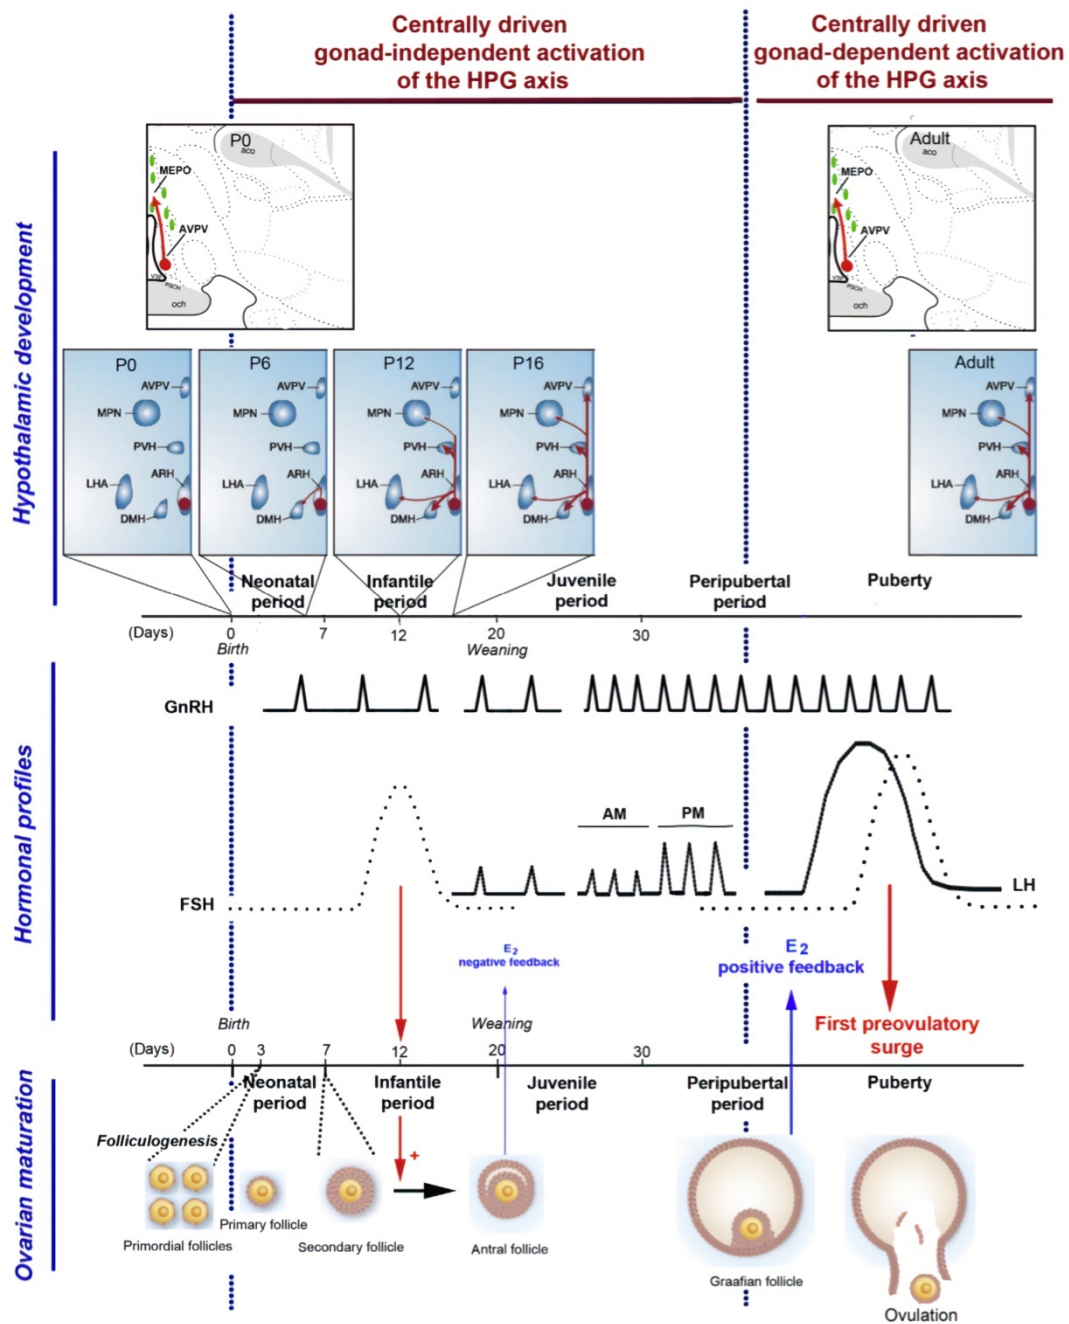 Centrally driven
gonad-independent activation
of the HPG axis
Centrally driven
gonad-dependent activation
of the HPG axis
Hypothalamic development
P0
aco
MEPO
AVPV
och
Adult
aco
MEPO
AVPV
och
P0
AVPV
MPN
PVH
ARH
LHA
DMH
P6
AVPV
MPN
PVH
ARH
LHA
DMH
P12
AVPV
MPN
PVH
ARH
LHA
DMH
P16
AVPV
MPN
PVH
ARH
LHA
DMH
Adult
AVPV
MPN
PVH
ARH
LHA
DMH
Neonatal
period
Infantile
period
Juvenile
period
Peripubertal
period
Puberty
(Days) 0 7 12 20 30
Birth
Weaning
Hormonal profiles
GnRH
AM PM
FSH
LH
E2
negative feedback
E2
positive feedback
First preovulatory
surge
Birth
Weaning
(Days) 0 3 7 12 20 30
Ovarian maturation
Neonatal
period
Infantile
period
Juvenile
period
Peripubertal
period
Puberty
Folliculogenesis
+
Primordial follicles
Primary follicle
Secondary follicle
Antral follicle
Graafian follicle
Ovulation